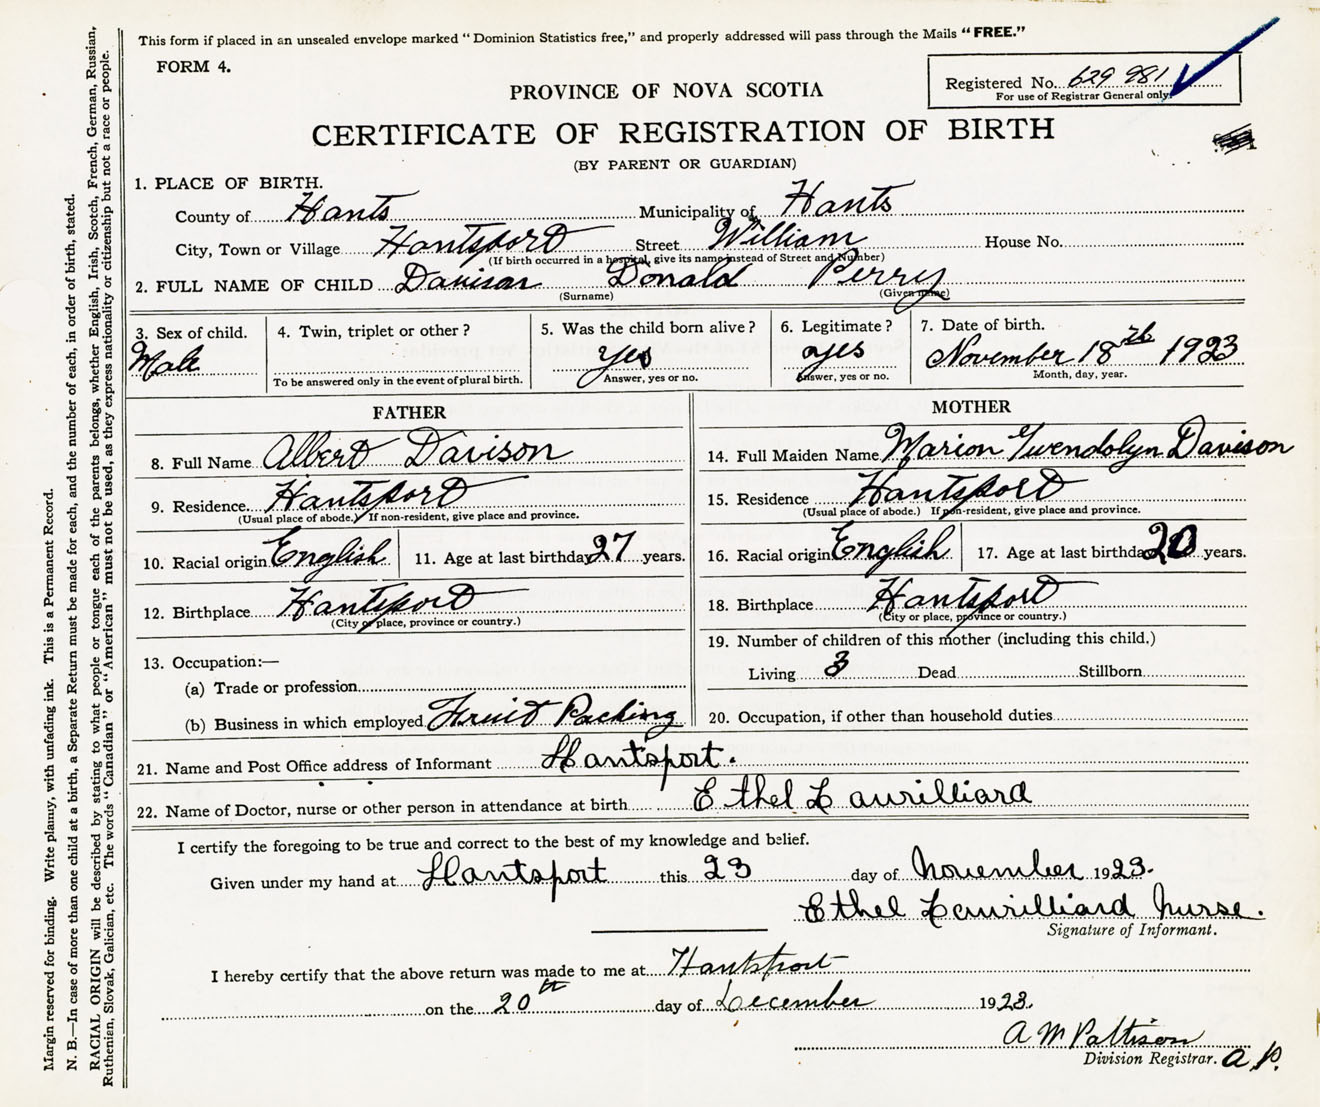 This form if placed in an unsealed envelope marked "Dominion Statistics free," and properly addressed will pass through the Mails "FREE."
FORM 4.
Registered No. 629 981
For use of Registrar General only.
PROVINCE OF NOVA SCOTIA
CERTIFICATE OF REGISTRATION OF BIRTH
(BY PARENT OR GUARDIAN)
1. PLACE OF BIRTH.
County of Hants Municipality of Hants
City, Town or Village Hantsport Street William House No.
(If birth occurred in a hospital, give its name instead of Street and Number)
2. FULL NAME OF CHILD Davison Donald Perry
(Surname) (Given name)
3. Sex of child. 4. Twin, triplet or other? 5. Was the child born alive? 6. Legitimate? 7. Date of birth.
Male yes yes November 18th 1923
To be answered only in the event of plural birth. Answer, yes or no. Answer, yes or no. Month, day, year.
FATHER
8. Full Name Albert Davison
9. Residence Hantsport
(Usual place of abode.) If non-resident, give place and province.
10. Racial origin English 11. Age at last birthday 27 years.
12. Birthplace Hantsport
(City or place, province or country.)
13. Occupation:—
(a) Trade or profession
(b) Business in which employed Fruit Packing
MOTHER
14. Full Maiden Name Marion Gwendolyn Davison
15. Residence Hantsport
(Usual place of abode.) If non-resident, give place and province.
16. Racial origin English 17. Age at last birthday 20 years.
18. Birthplace Hantsport
(City or place, province or country.)
19. Number of children of this mother (including this child.)
Living 3 Dead Stillborn
20. Occupation, if other than household duties
21. Name and Post Office address of Informant Hantsport.
22. Name of Doctor, nurse or other person in attendance at birth Ethel Laurilliard
I certify the foregoing to be true and correct to the best of my knowledge and belief.
Given under my hand at Hantsport this 23 day of November 1923.
Ethel Laurilliard Nurse.
Signature of Informant.
I hereby certify that the above return was made to me at Hantsport
on the 20th day of December 1923.
A M Pattison
Division Registrar. A.P.
Margin reserved for binding. Write plainly, with unfading ink. This is a Permanent Record.
N. B.—In case of more than one child at a birth, a Separate Return must be made for each, and the number of each, in order of birth, stated.
RACIAL ORIGIN will be described by stating to what people or tongue each of the parents belongs, whether English, Irish, Scotch, French, German, Russian,
Ruthenian, Slovak, Galician, etc. The words "Canadian" or "American" must not be used, as they express nationality or citizenship but not a race or people.